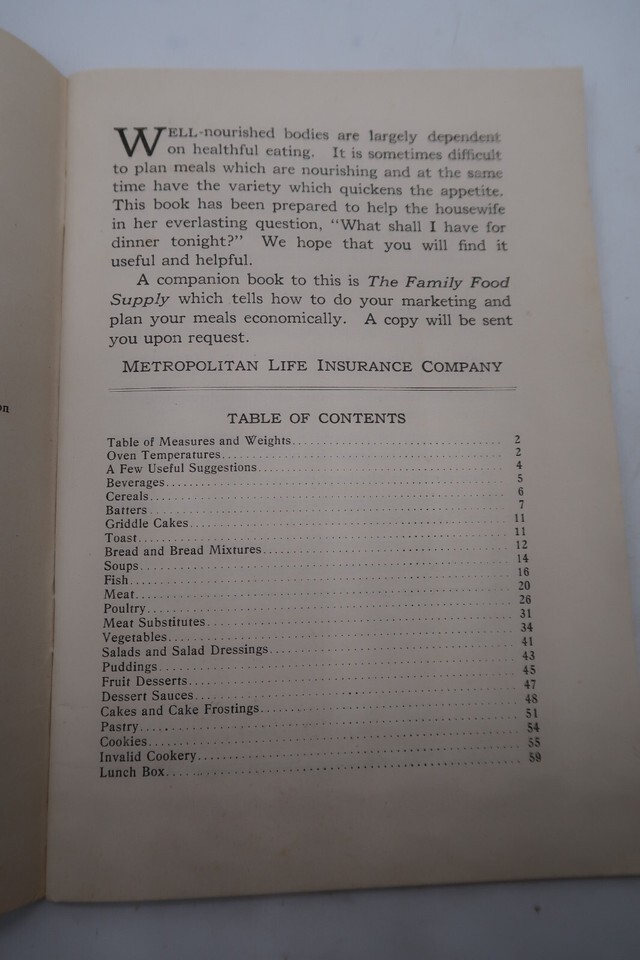 on
WELL-nourished bodies are largely dependent
on healthful eating. It is sometimes difficult
to plan meals which are nourishing and at the same
time have the variety which quickens the appetite.
This book has been prepared to help the housewife
in her everlasting question, "What shall I have for
dinner tonight?" We hope that you will find it
useful and helpful.
A companion book to this is The Family Food
Supply which tells how to do your marketing and
plan your meals economically. A copy will be sent
you upon request.
METROPOLITAN LIFE INSURANCE COMPANY
TABLE OF CONTENTS
Table of Measures and Weights 2
Oven Temperatures 2
A Few Useful Suggestions 4
Beverages 5
Cereals 6
Batters 7
Griddle Cakes 11
Toast 11
Bread and Bread Mixtures 12
Soups 14
Fish 16
Meat 20
Poultry 26
Meat Substitutes 31
Vegetables 34
Salads and Salad Dressings 41
Puddings 43
Fruit Desserts 45
Dessert Sauces 47
Cakes and Cake Frostings 48
Pastry 51
Cookies 54
Invalid Cookery 55
Lunch Box 59